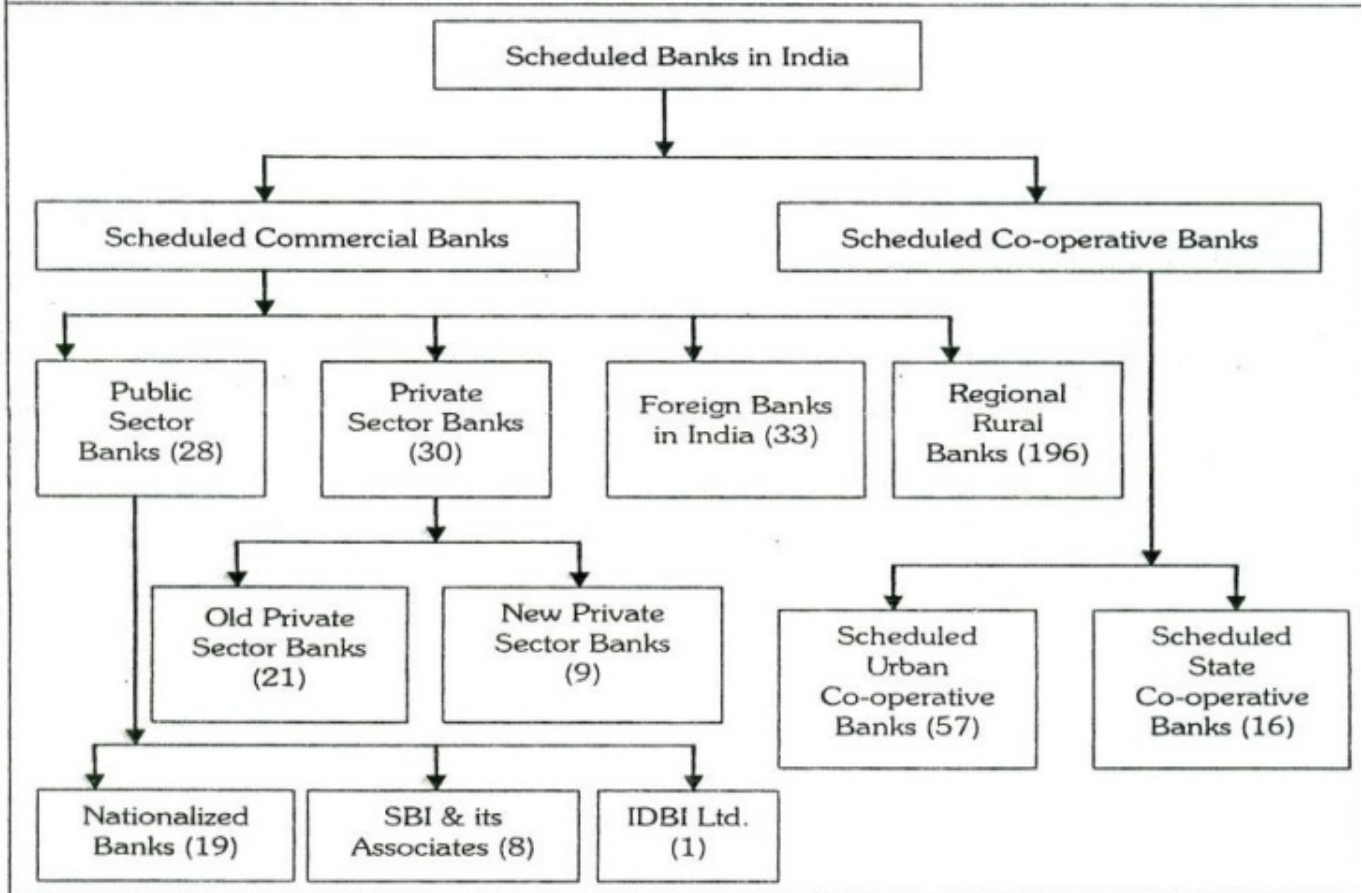 Scheduled Banks in India
Scheduled Commercial Banks
Scheduled Co-operative Banks
Public
Sector
Banks (28)
Private
Sector Banks
(30)
Foreign Banks
in India (33)
Regional
Rural
Banks (196)
Old Private
Sector Banks
(21)
New Private
Sector Banks
(9)
Scheduled
Urban
Co-operative
Banks (57)
Scheduled
State
Co-operative
Banks (16)
Nationalized
Banks (19)
SBI & its
Associates (8)
IDBI Ltd.
(1)